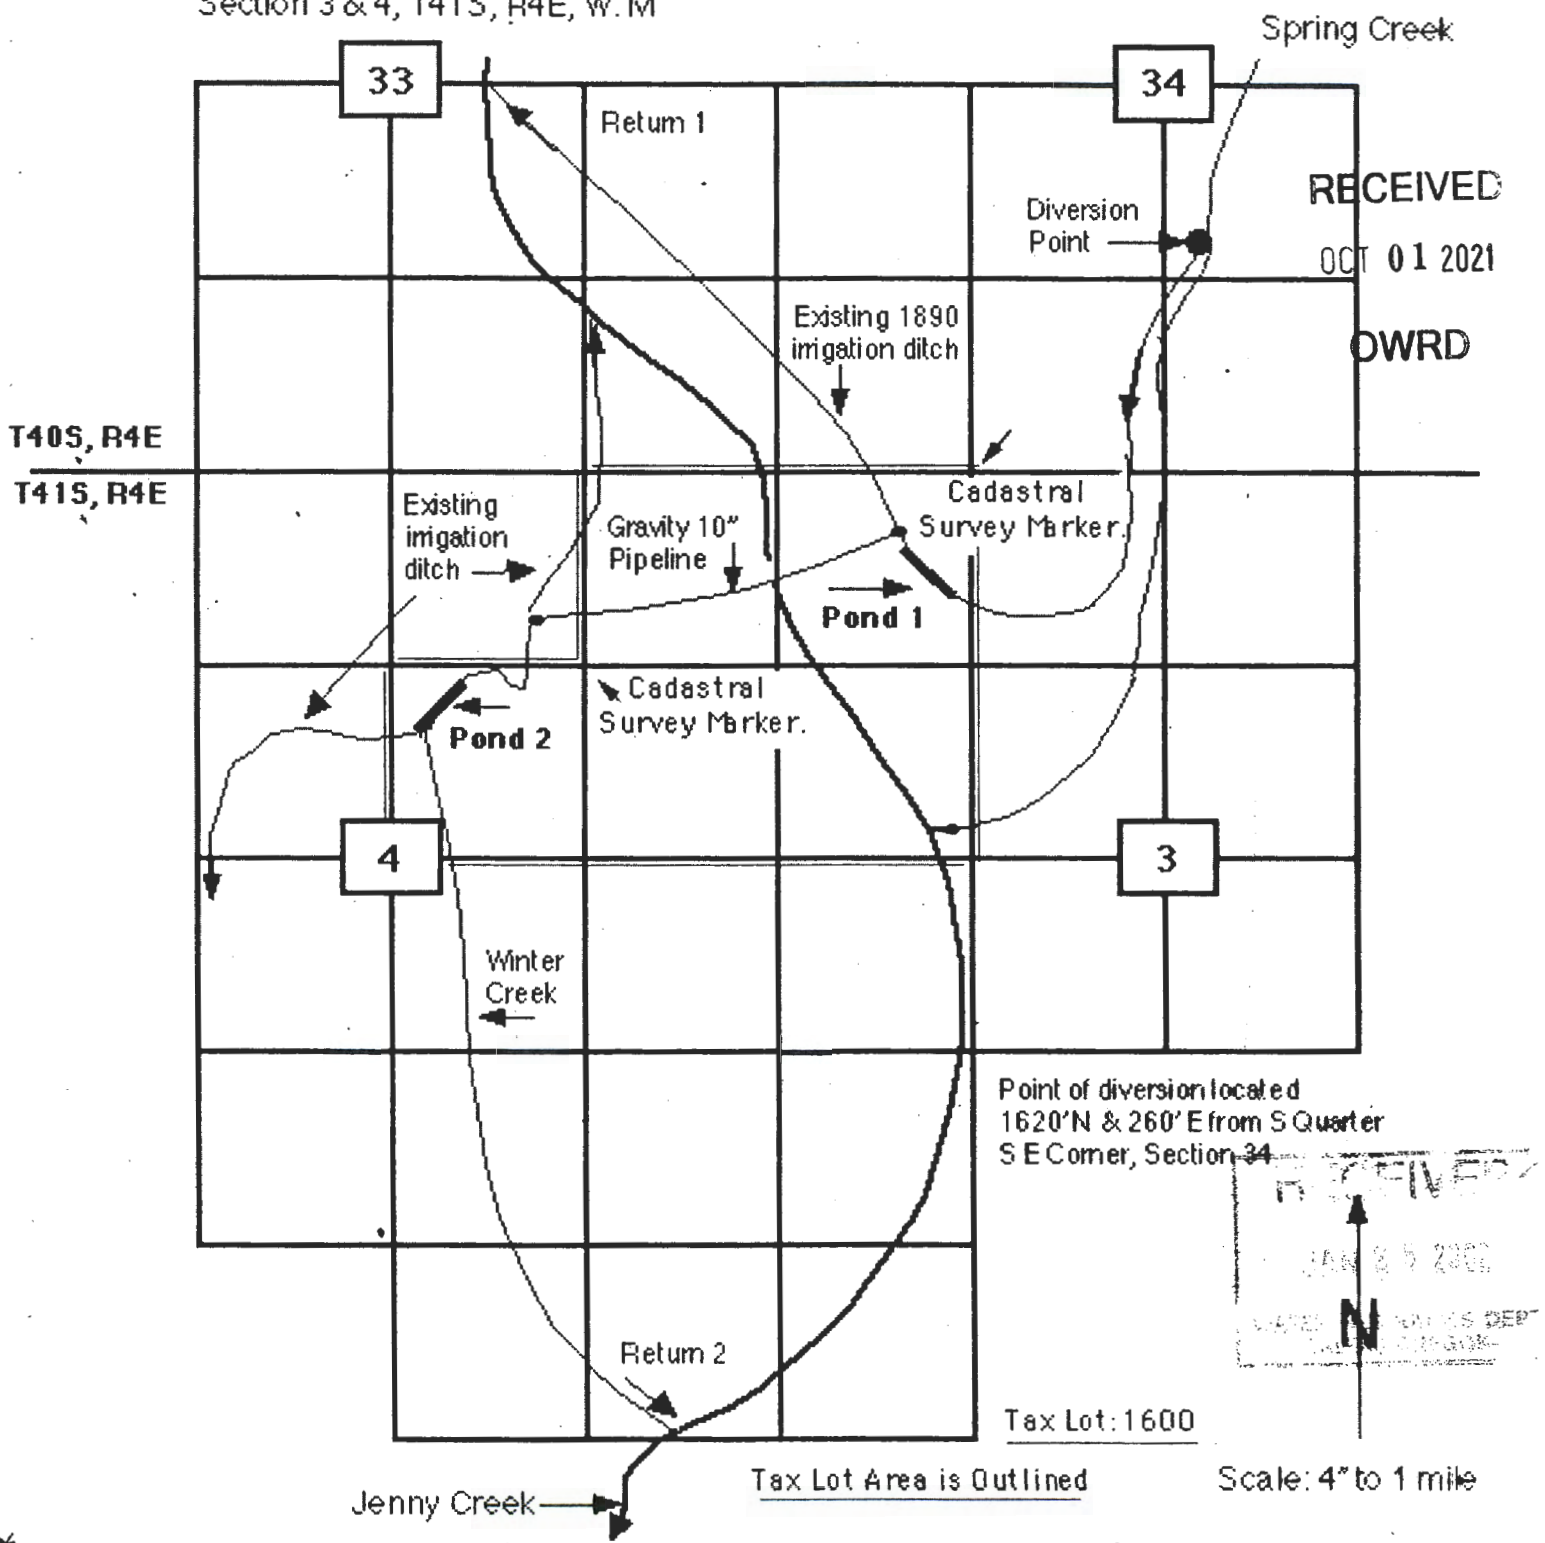 Section 3 & 4, T41S, R4E, W.M
Spring Creek
33
34
Return 1
RECEIVED
OCT 01 2021
OWRD
Diversion
Point
Existing 1890
irrigation ditch
T40S, R4E
T41S, R4E
Cadastral
Survey Marker.
Existing
irrigation
ditch
Gravity 10"
Pipeline
Pond 1
Cadastral
Survey Marker.
Pond 2
4
3
Winter
Creek
Point of diversion located
1620'N & 260' E from S Quarter
S E Corner, Section 34
RECEIVED
N
Return 2
Tax Lot: 1600
Tax Lot Area is Outlined
Scale: 4" to 1 mile
Jenny Creek